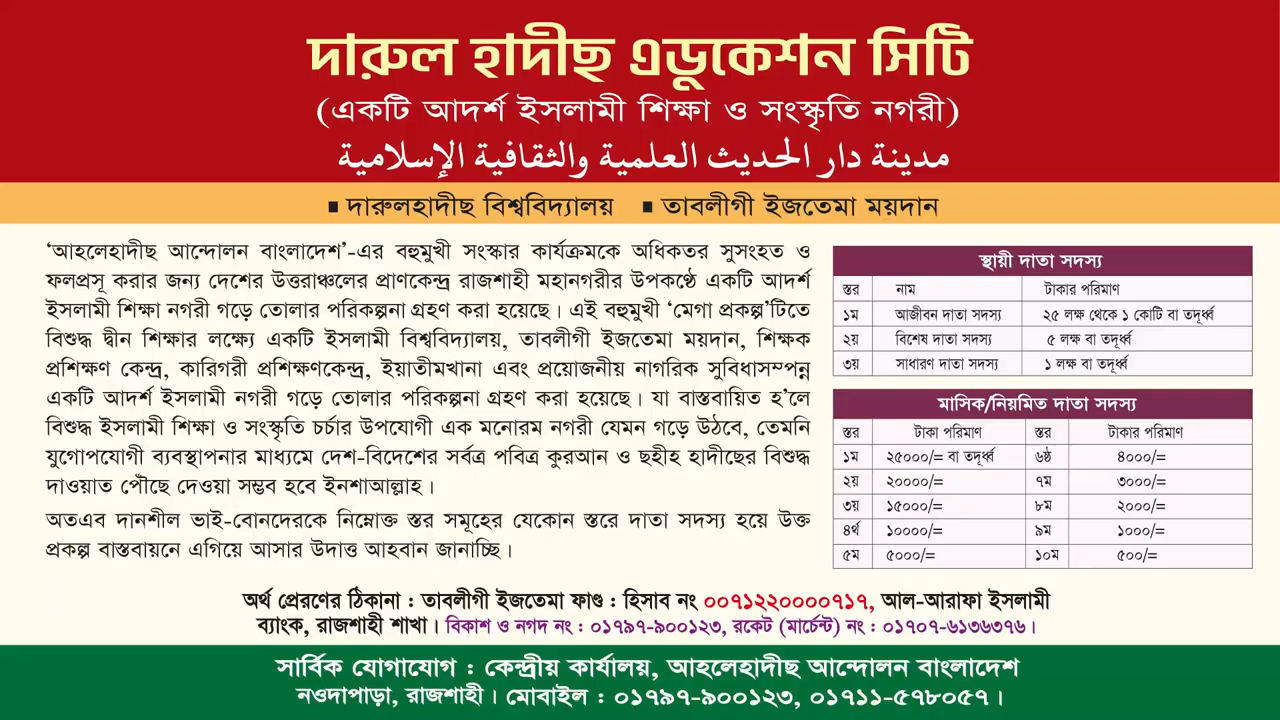 দারুল হাদীছ এডুকেশন সিটি
(একটি আদর্শ ইসলামী শিক্ষা ও সংস্কৃতি নগরী)
مدينة دار الحديث العلمية والثقافية الإسلامية
■ দারুলহাদীছ বিশ্ববিদ্যালয় ■ তাবলীগী ইজতেমা ময়দান
‘আহলেহাদীছ আন্দোলন বাংলাদেশ’-এর বহুমুখী সংস্কার কার্যক্রমকে অধিকতর সুসংহত ও
ফলপ্রসূ করার জন্য দেশের উত্তরাঞ্চলের প্রাণকেন্দ্র রাজশাহী মহানগরীর উপকণ্ঠে একটি আদর্শ
ইসলামী শিক্ষা নগরী গড়ে তোলার পরিকল্পনা গ্রহণ করা হয়েছে। এই বহুমুখী ‘মেগা প্রকল্প’টিতে
বিশুদ্ধ দ্বীন শিক্ষার লক্ষ্যে একটি ইসলামী বিশ্ববিদ্যালয়, তাবলীগী ইজতেমা ময়দান, শিক্ষক
প্রশিক্ষণ কেন্দ্র, কারিগরী প্রশিক্ষণকেন্দ্র, ইয়াতীমখানা এবং প্রয়োজনীয় নাগরিক সুবিধাসম্পন্ন
একটি আদর্শ ইসলামী নগরী গড়ে তোলার পরিকল্পনা গ্রহণ করা হয়েছে। যা বাস্তবায়িত হ’লে
বিশুদ্ধ ইসলামী শিক্ষা ও সংস্কৃতি চর্চার উপযোগী এক মনোরম নগরী যেমন গড়ে উঠবে, তেমনি
যুগোপযোগী ব্যবস্থাপনার মাধ্যমে দেশ-বিদেশের সর্বত্র পবিত্র কুরআন ও ছহীহ হাদীছের বিশুদ্ধ
দাওয়াত পৌঁছে দেওয়া সম্ভব হবে ইনশাআল্লাহ।
অতএব দানশীল ভাই-বোনদেরকে নিম্নোক্ত স্তর সমূহের যেকোন স্তরে দাতা সদস্য হয়ে উক্ত
প্রকল্প বাস্তবায়নে এগিয়ে আসার উদাত্ত আহবান জানাচ্ছি।
স্থায়ী দাতা সদস্য
স্তর নাম টাকার পরিমাণ
১ম আজীবন দাতা সদস্য ২৫ লক্ষ থেকে ১ কোটি বা তদূর্ধ্ব
২য় বিশেষ দাতা সদস্য ৫ লক্ষ বা তদূর্ধ্ব
৩য় সাধারণ দাতা সদস্য ১ লক্ষ বা তদূর্ধ্ব
মাসিক/নিয়মিত দাতা সদস্য
স্তর টাকা পরিমাণ স্তর টাকার পরিমাণ
১ম ২৫০০০/= বা তদূর্ধ্ব ৬ষ্ঠ ৪০০০/=
২য় ২০০০০/= ৭ম ৩০০০/=
৩য় ১৫০০০/= ৮ম ২০০০/=
৪র্থ ১০০০০/= ৯ম ১০০০/=
৫ম ৫০০০/= ১০ম ৫০০/=
অর্থ প্রেরণের ঠিকানা : তাবলীগী ইজতেমা ফাণ্ড : হিসাব নং ০০৭১২২০০০০৭১৭, আল-আরাফা ইসলামী
ব্যাংক, রাজশাহী শাখা। বিকাশ ও নগদ নং : ০১৭৯৭-৯০০১২৩, রকেট (মার্চেন্ট) নং : ০১৭০৭-৬১৩৬৩৭৬।
সার্বিক যোগাযোগ : কেন্দ্রীয় কার্যালয়, আহলেহাদীছ আন্দোলন বাংলাদেশ
নওদাপাড়া, রাজশাহী। মোবাইল : ০১৭৯৭-৯০০১২৩, ০১৭১১-৫৭৮০৫৭।